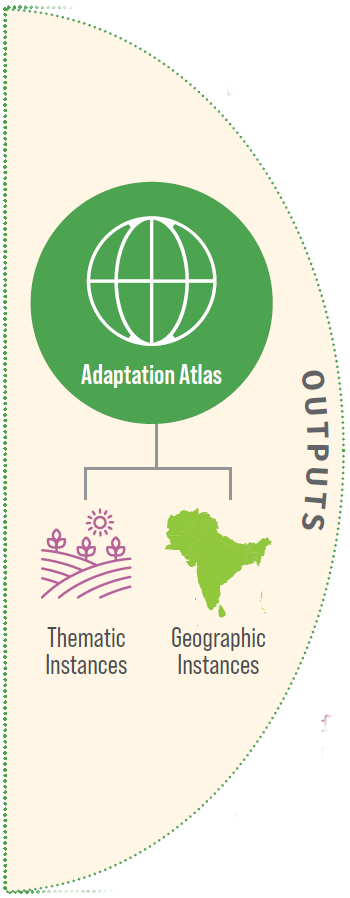 Adaptation Atlas
OUTPUTS
Thematic
Instances
Geographic
Instances